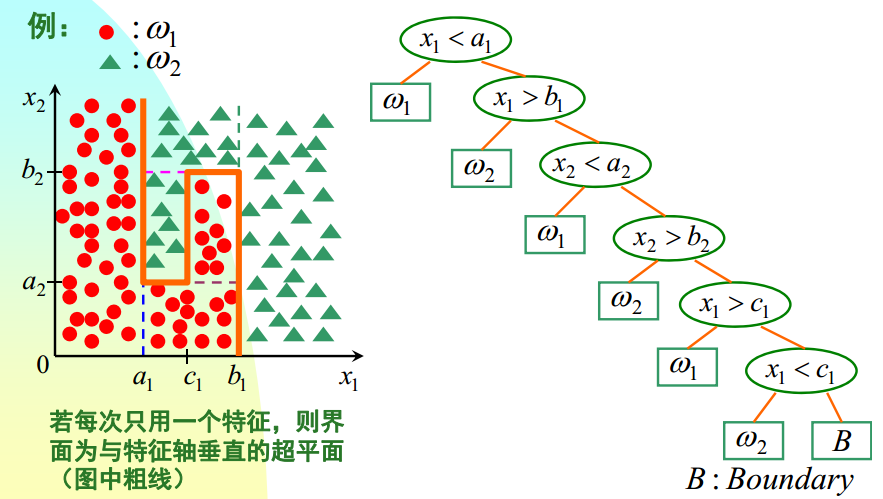 例：
: ω₁
: ω₂
x₂
b₂
a₂
0
a₁ c₁ b₁ x₁
若每次只用一个特征，则界
面为与特征轴垂直的超平面
（图中粗线）
x₁ < a₁
ω₁
x₁ > b₁
ω₂
x₂ < a₂
ω₁
x₂ > b₂
ω₂
x₁ > c₁
ω₁
x₁ < c₁
ω₂
B
B : Boundary